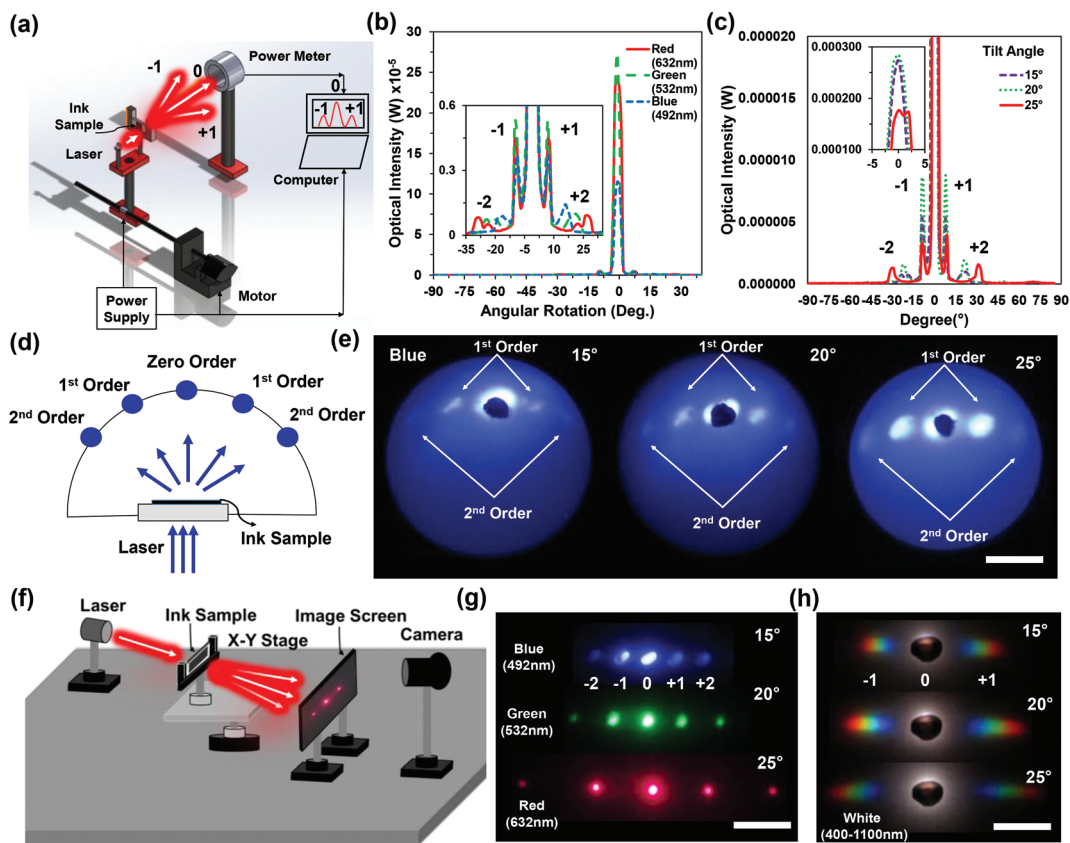 (a)
-1
0
+1
Power Meter
0
-1
+1
Ink
Sample
Laser
Computer
Motor
Power
Supply
(b)
Optical Intensity (W) x10-5
30
25
20
15
10
5
0
-90
-75
-60
-45
-30
-15
0
15
30
Angular Rotation (Deg.)
Red
(632nm)
Green
(532nm)
Blue
(492nm)
0.6
0.3
0
-35
-20
-5
10
25
-1
+1
-2
+2
(c)
Optical Intensity (W)
0.000020
0.000015
0.000010
0.000005
0.000000
-90
-75
-60
-45
-30
-15
0
15
30
45
60
75
90
Degree(°)
0.000300
0.000200
0.000100
-5
0
5
Tilt Angle
15°
20°
25°
-1
+1
-2
+2
(d)
Zero Order
1st Order
1st Order
2nd Order
2nd Order
Laser
Ink Sample
(e)
Blue
1st Order
15°
2nd Order
1st Order
20°
2nd Order
1st Order
25°
2nd Order
(f)
Laser
Ink Sample
X-Y Stage
Image Screen
Camera
(g)
15°
Blue
(492nm)
-2 -1 0 +1 +2
20°
Green
(532nm)
25°
Red
(632nm)
(h)
15°
-1 0 +1
20°
25°
White
(400-1100nm)